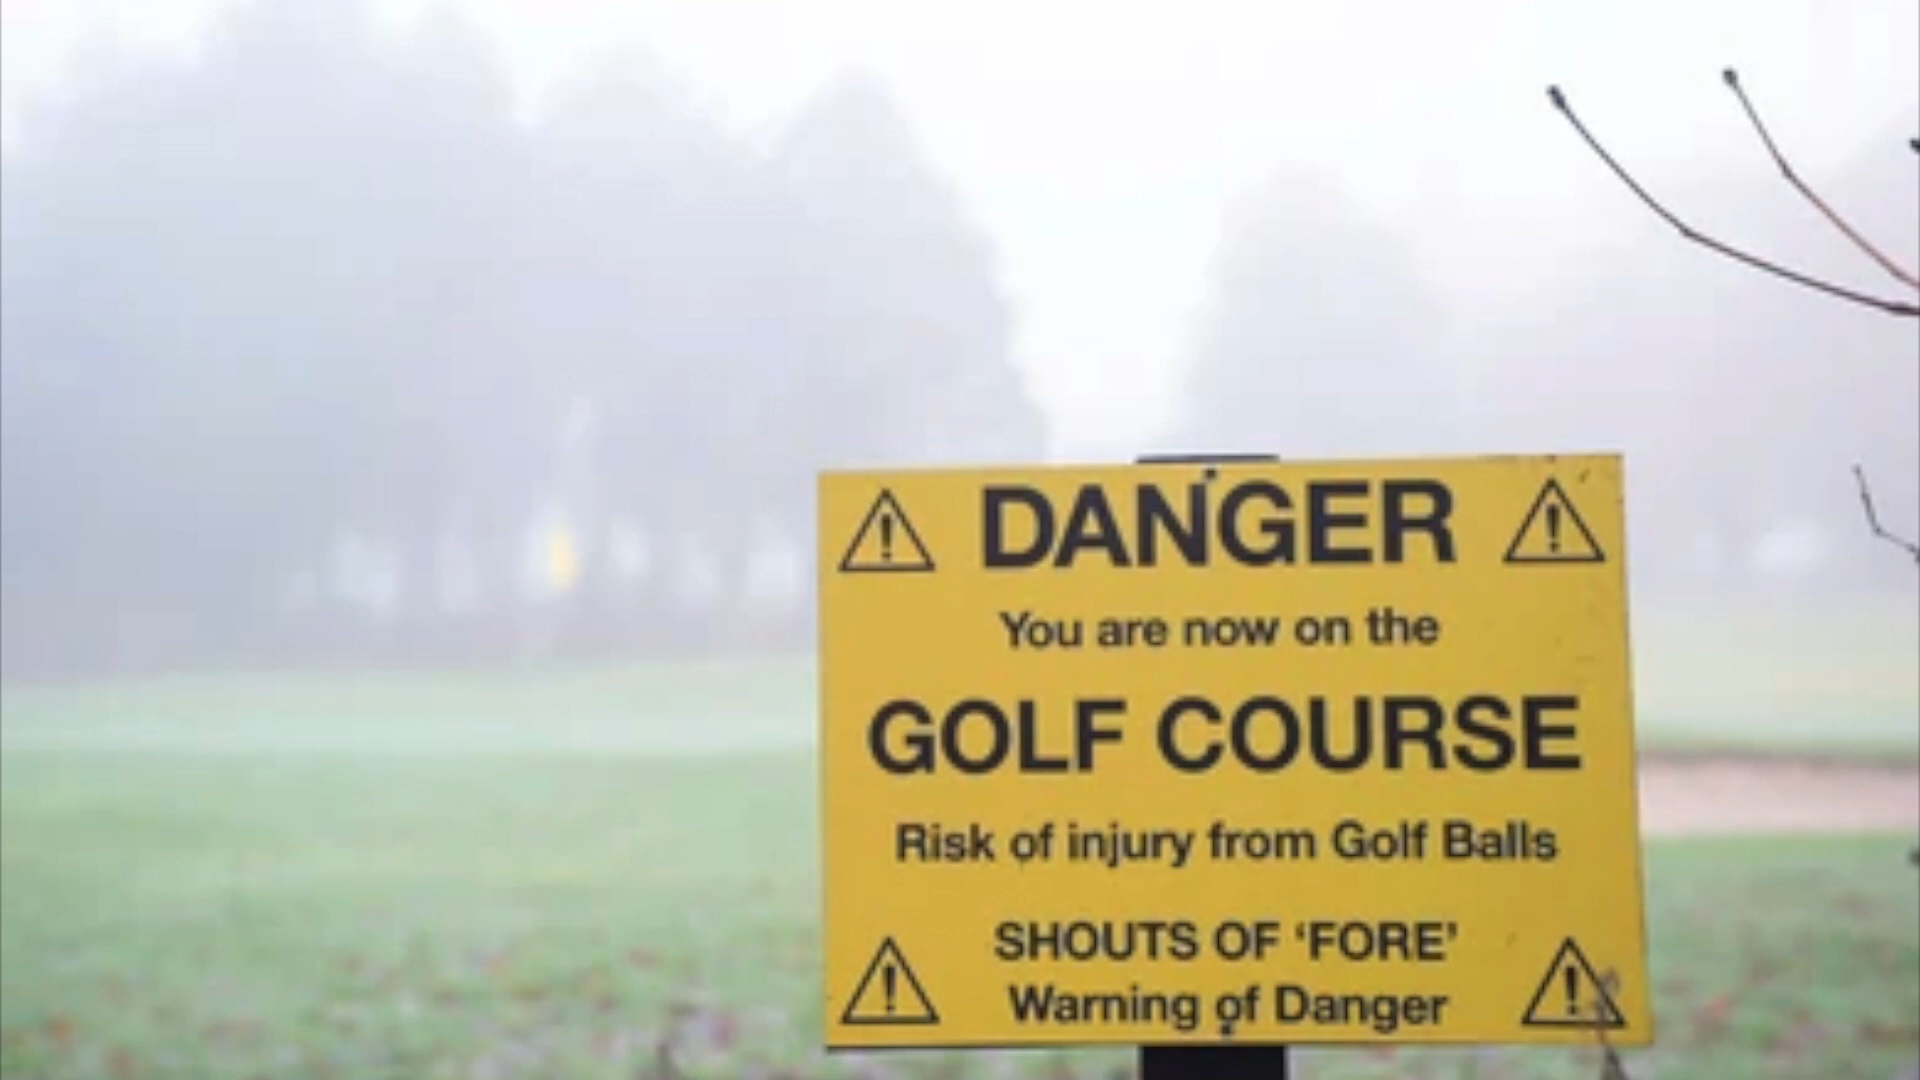 DANGER
You are now on the
GOLF COURSE
Risk of injury from Golf Balls
SHOUTS OF ‘FORE’
Warning of Danger